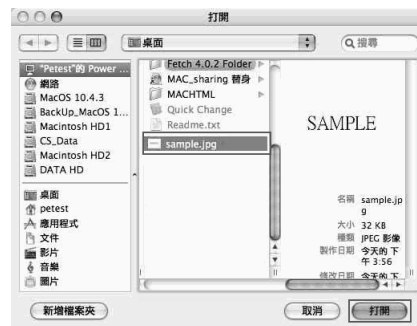 打開
桌面
搜尋
"Petest"的 Power ...
網路
MacOS 10.4.3
BackUp_MacOS 1...
Macintosh HD1
CS_Data
Macintosh HD2
DATA HD
桌面
petest
應用程式
文件
影片
音樂
圖片
Fetch 4.0.2 Folder
MAC_sharing 替身
MACHTML
Quick Change
Readme.txt
sample.jpg
SAMPLE
名稱 sample.jp
g
大小 32 KB
種類 JPEG 影像
製作日期 今天的 下
午 3:56
修改日期 今天的 下
新增檔案夾
取消
打開